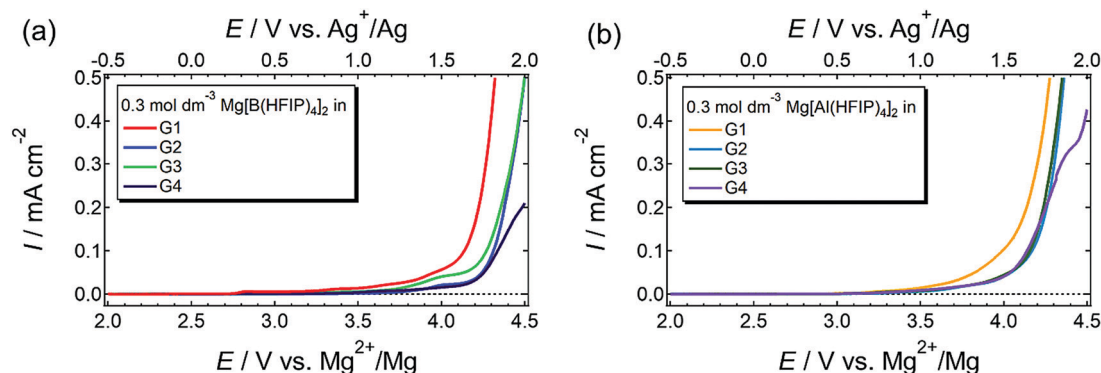 (a)
E / V vs. Ag⁺/Ag
-0.5 0.0 0.5 1.0 1.5 2.0
0.5
0.4
0.3
0.2
0.1
0.0
I / mA cm⁻²
0.3 mol dm⁻³ Mg[B(HFIP)₄]₂ in
G1
G2
G3
G4
2.0 2.5 3.0 3.5 4.0 4.5
E / V vs. Mg²⁺/Mg
(b)
E / V vs. Ag⁺/Ag
-0.5 0.0 0.5 1.0 1.5 2.0
0.5
0.4
0.3
0.2
0.1
0.0
I / mA cm⁻²
0.3 mol dm⁻³ Mg[Al(HFIP)₄]₂ in
G1
G2
G3
G4
2.0 2.5 3.0 3.5 4.0 4.5
E / V vs. Mg²⁺/Mg